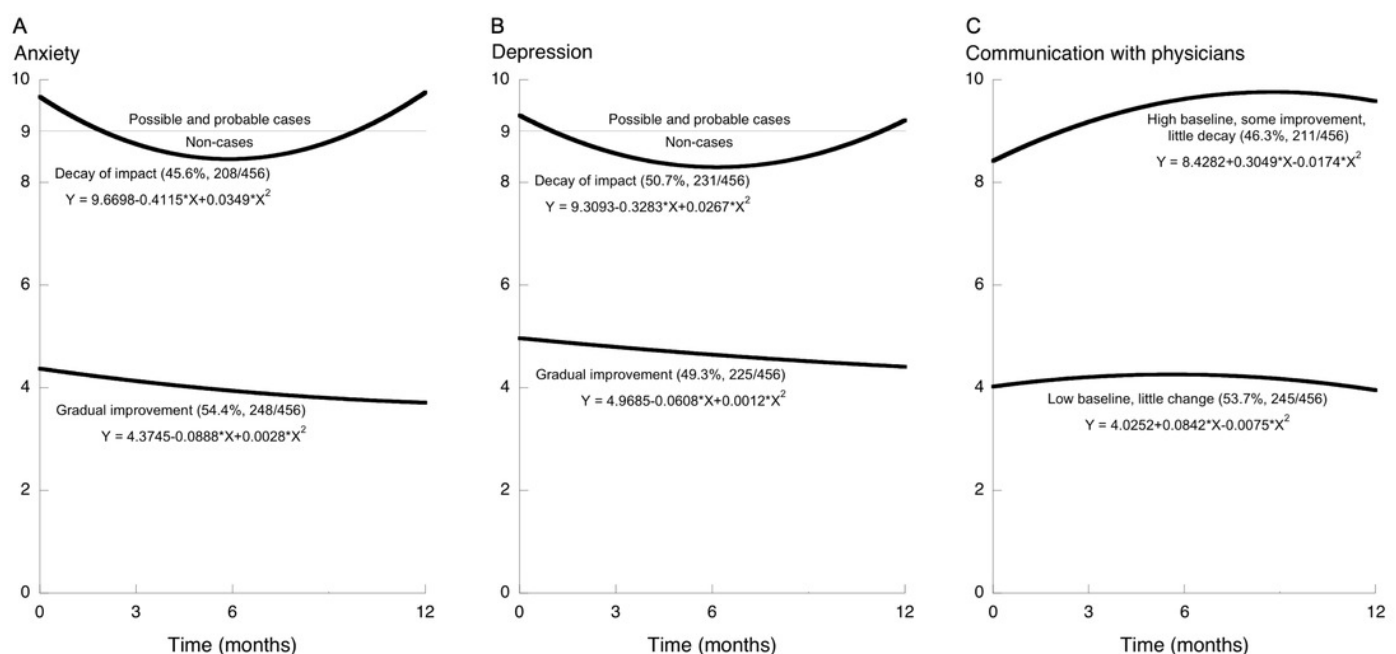 A
Anxiety
10
9
8
6
4
2
0
Possible and probable cases
Non-cases
Decay of impact (45.6%, 208/456)
Y = 9.6698-0.4115*X+0.0349*X²
Gradual improvement (54.4%, 248/456)
Y = 4.3745-0.0888*X+0.0028*X²
0 3 6 12
Time (months)
B
Depression
10
9
8
6
4
2
0
Possible and probable cases
Non-cases
Decay of impact (50.7%, 231/456)
Y = 9.3093-0.3283*X+0.0267*X²
Gradual improvement (49.3%, 225/456)
Y = 4.9685-0.0608*X+0.0012*X²
0 3 6 12
Time (months)
C
Communication with physicians
10
8
6
4
2
0
High baseline, some improvement,
little decay (46.3%, 211/456)
Y = 8.4282+0.3049*X-0.0174*X²
Low baseline, little change (53.7%, 245/456)
Y = 4.0252+0.0842*X-0.0075*X²
0 3 6 12
Time (months)